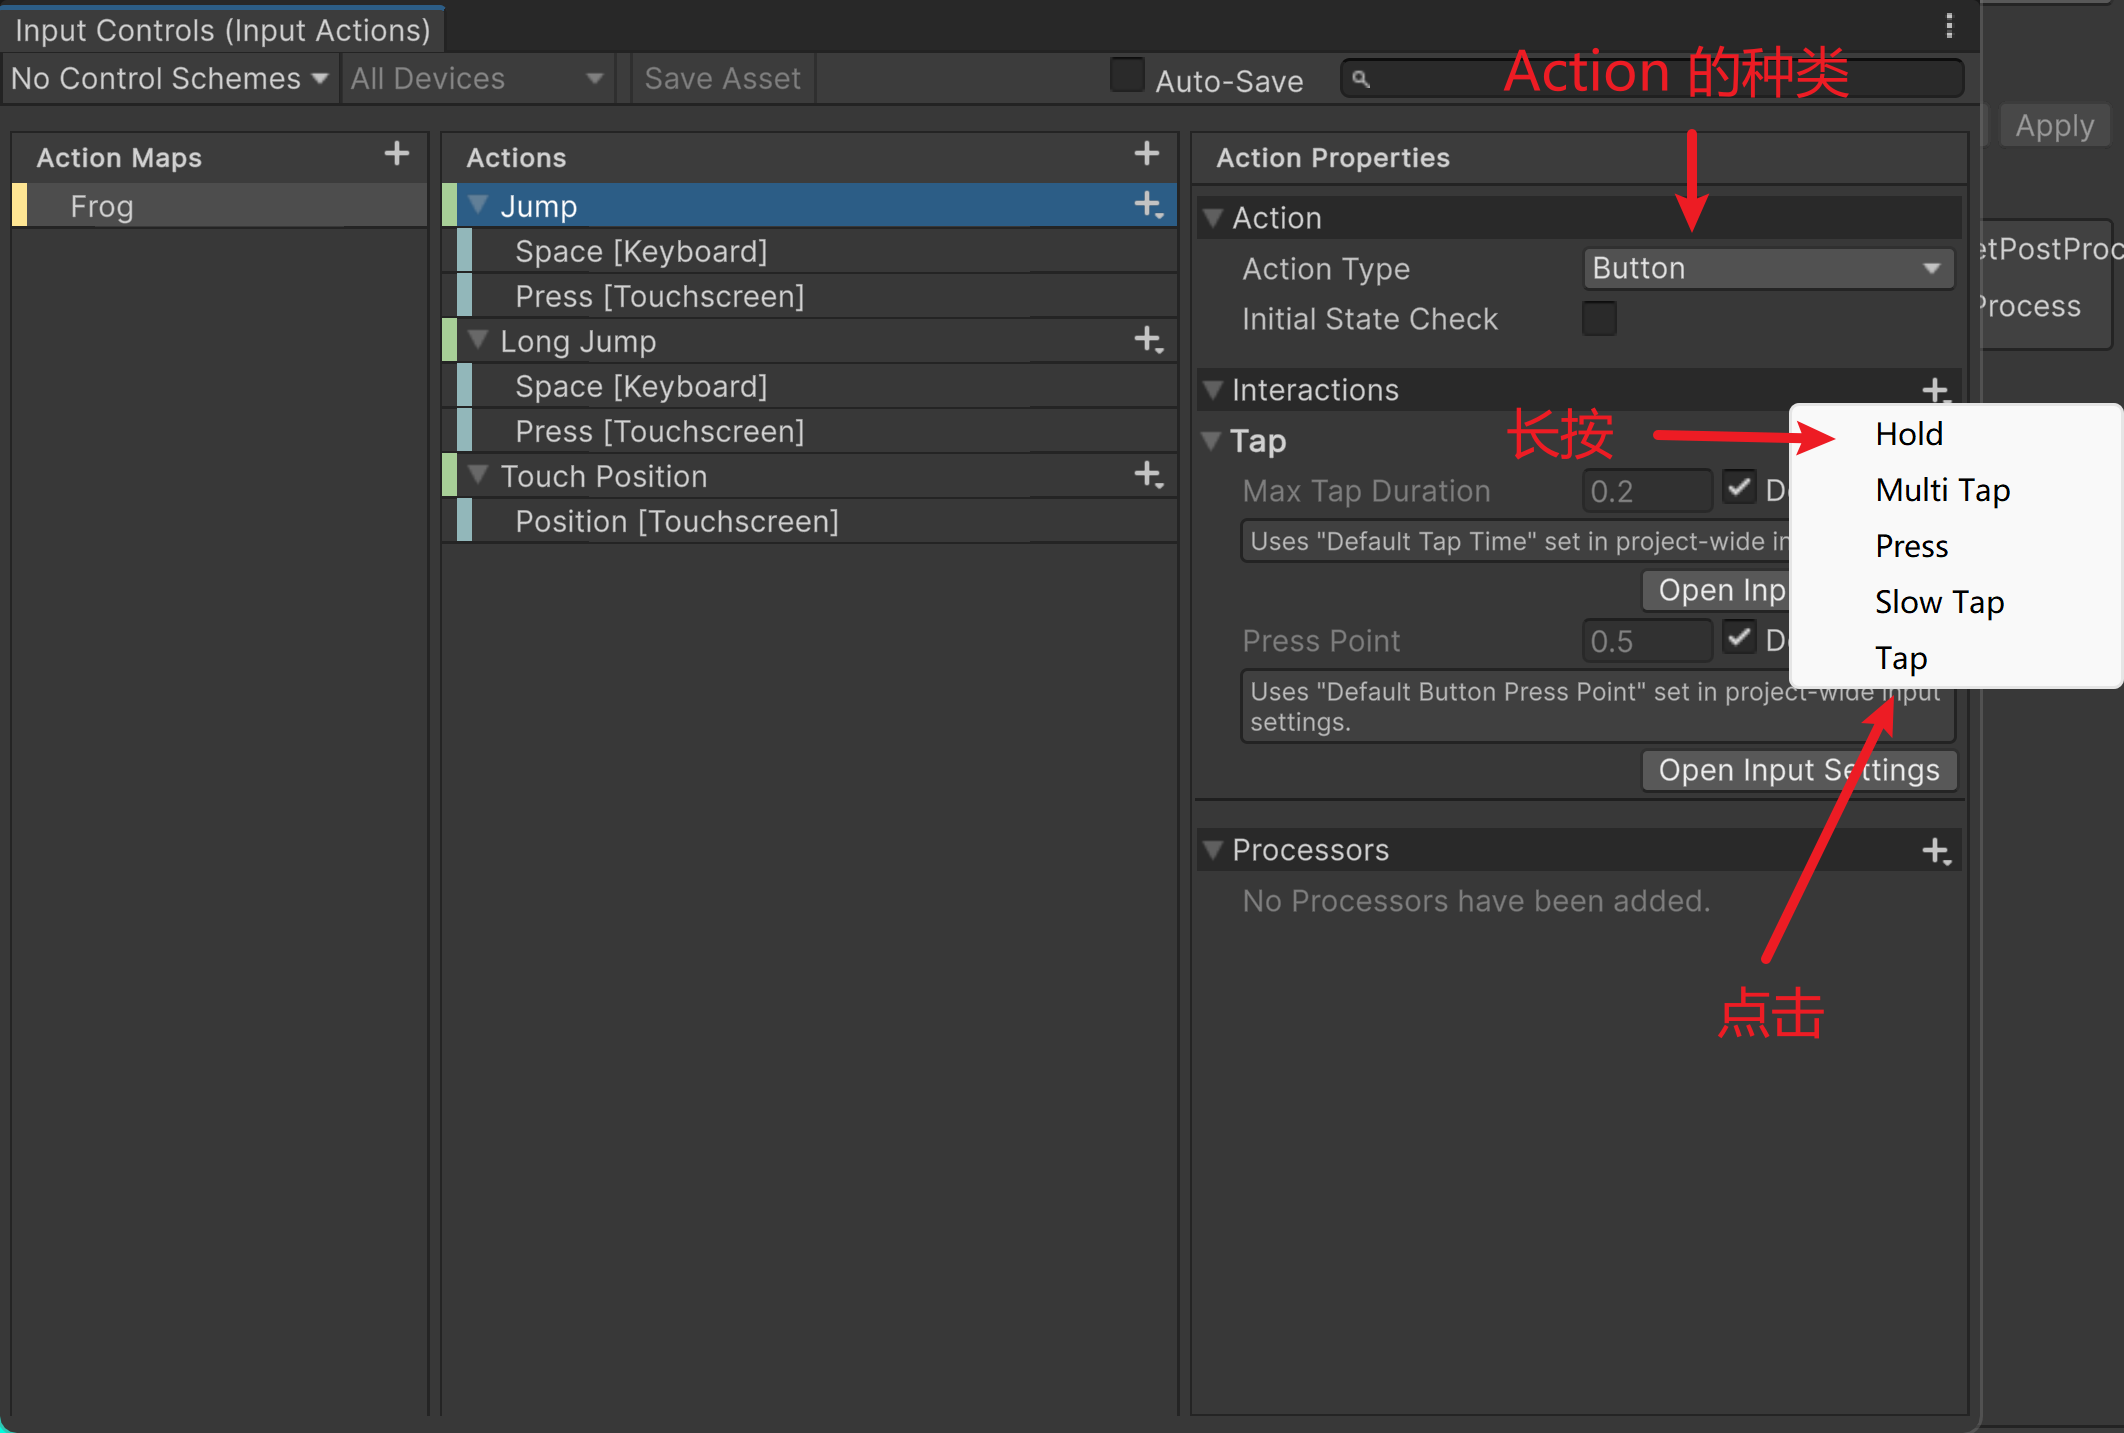 Input Controls (Input Actions)
No Control Schemes
All Devices
Save Asset
Auto-Save
Action 的种类
Apply
Action Maps
Frog
Actions
Jump
Space [Keyboard]
Press [Touchscreen]
Long Jump
Space [Keyboard]
Press [Touchscreen]
Touch Position
Position [Touchscreen]
Action Properties
Action
Action Type
Button
Initial State Check
Interactions
长按
Tap
Max Tap Duration
0.2
Uses "Default Tap Time" set in project-wide
Open
Press Point
0.5
Uses "Default Button Press Point" set in project-wide input
settings.
Open Input Settings
Hold
Multi Tap
Press
Slow Tap
Tap
Processors
No Processors have been added.
点击
etPostProc
Process